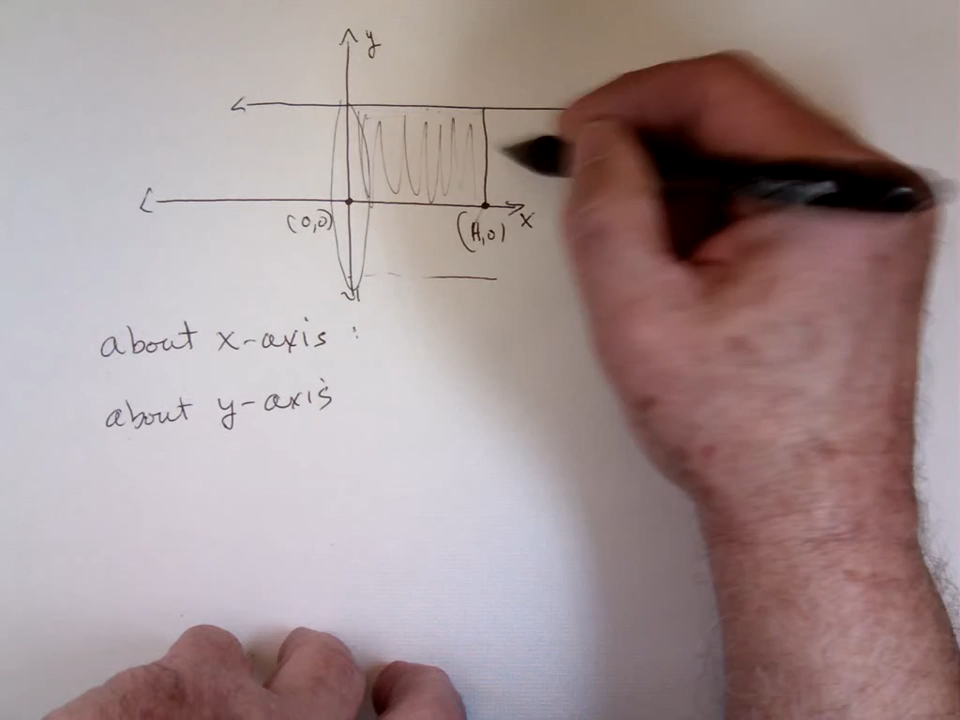 y
x
(0,0)
(H,0)
about x-axis :
about y-axis